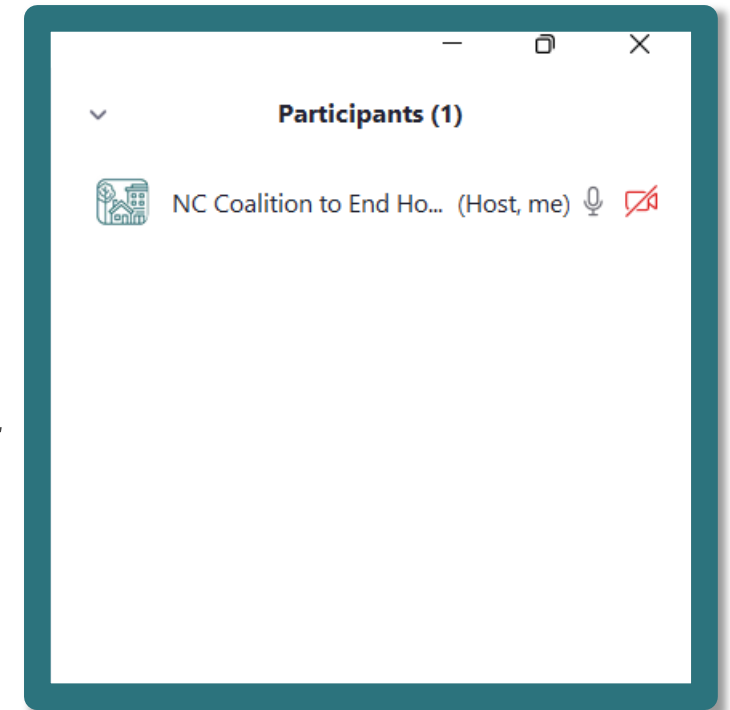 Participants (1)
NC Coalition to End Ho... (Host, me)